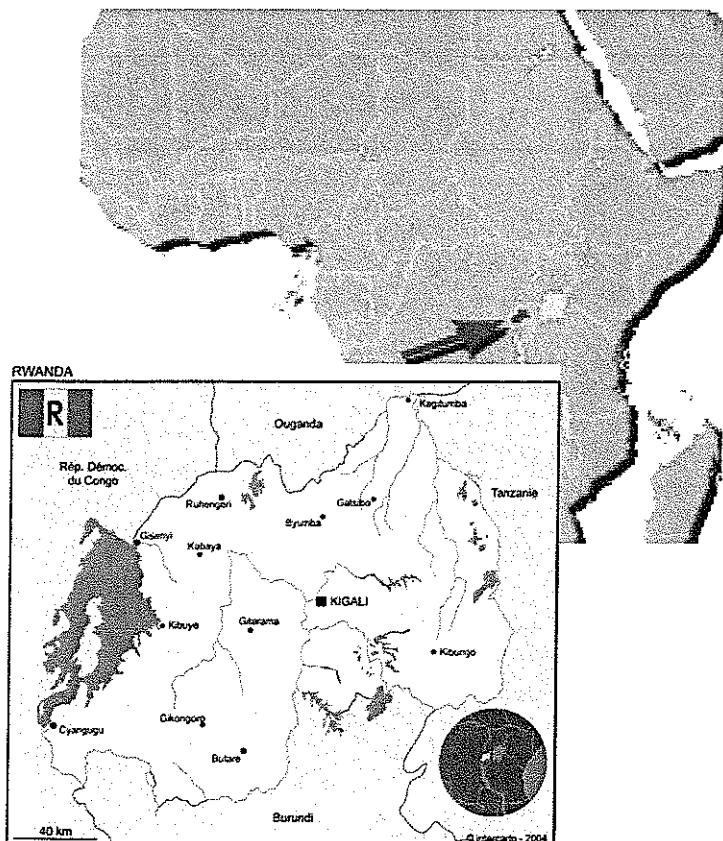 RWANDA
R
Kagitumba
Ouganda
Rép. Démoc.
du Congo
Tanzanie
Ruhengeri
Gatsibo
Byumba
Gisenyi
Kabaya
KIGALI
Kibuye
Gitarama
Kibungo
Cyangugu
Gikongoro
Butare
Burundi
40 km
© intercarto - 2004